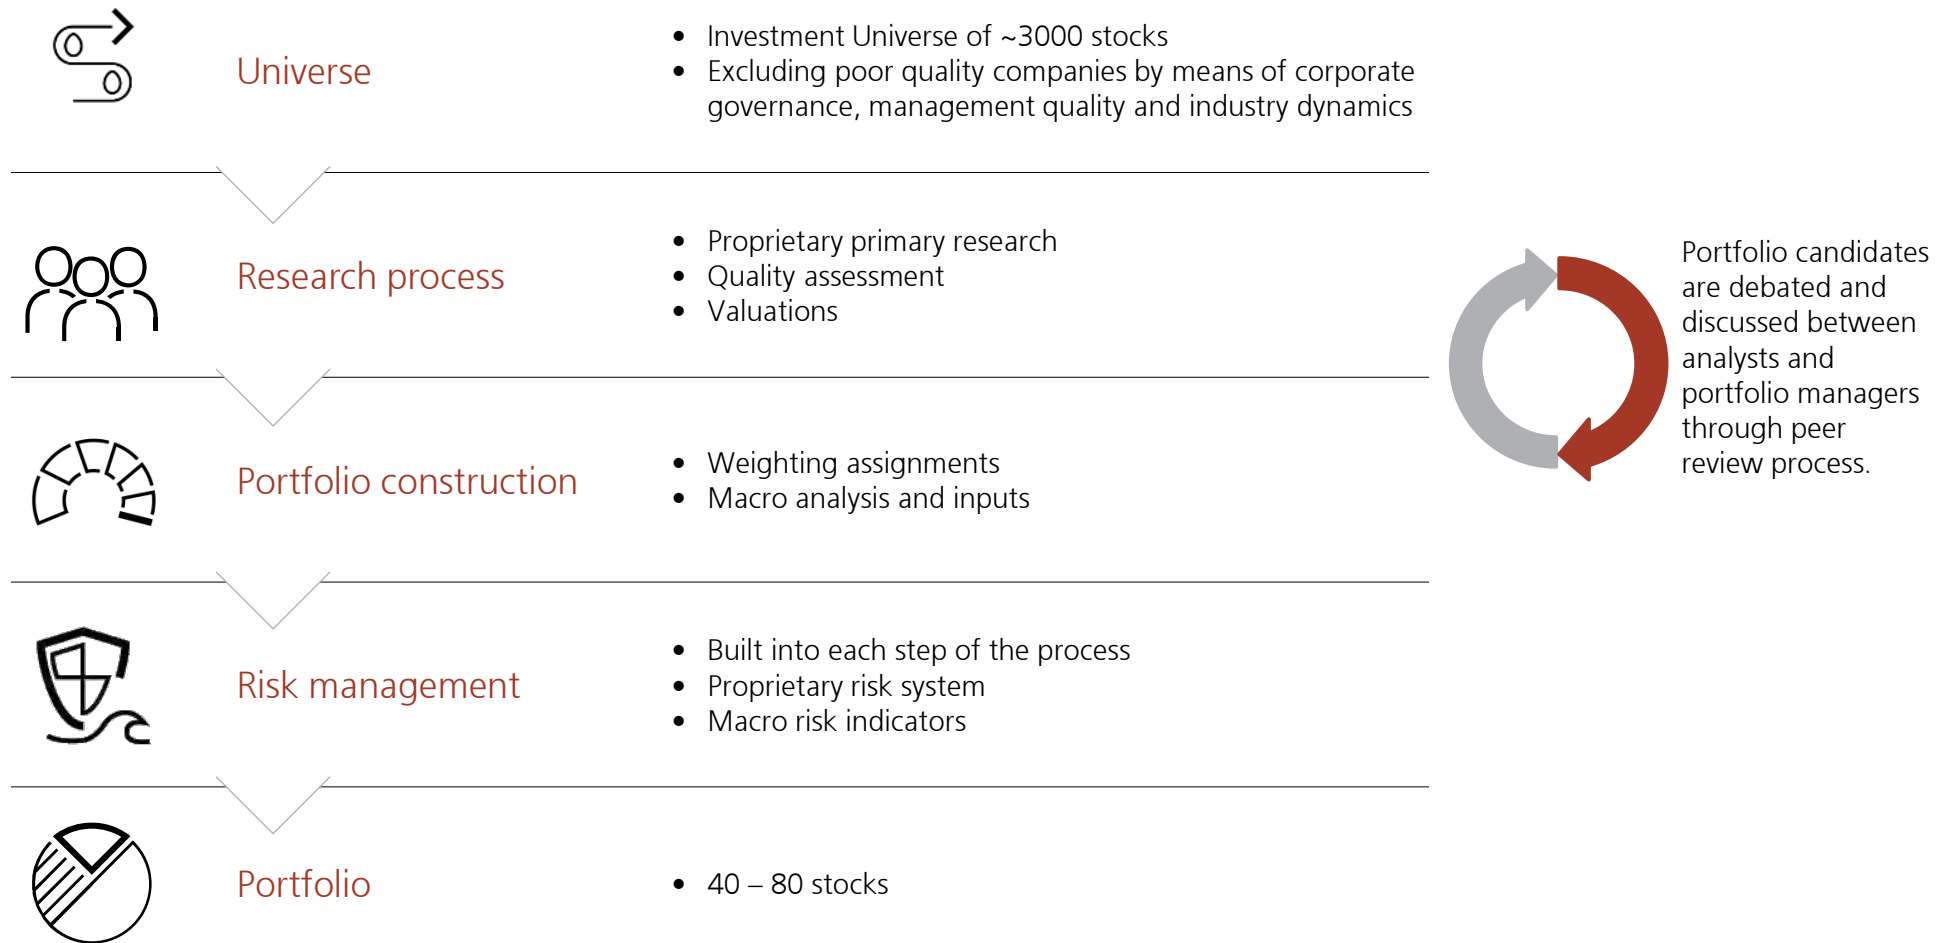 Universe
• Investment Universe of ~3000 stocks
• Excluding poor quality companies by means of corporate
governance, management quality and industry dynamics
Research process
• Proprietary primary research
• Quality assessment
• Valuations
Portfolio candidates
are debated and
discussed between
analysts and
portfolio managers
through peer
review process.
Portfolio construction
• Weighting assignments
• Macro analysis and inputs
Risk management
• Built into each step of the process
• Proprietary risk system
• Macro risk indicators
Portfolio
• 40 – 80 stocks